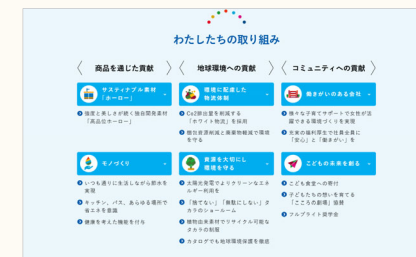 わたしたちの取り組み
商品を通じた貢献
サスティナブル素材
「ホーロー」
強度と美しさが続く独自開発素材
「高品位ホーロー」
モノづくり
いつも通りに生活しながら節水を
実現
キッチン、バス、あらゆる場所で
省エネを意識
健康を考えた機能を付与
地球環境への貢献
環境に配慮した
物流体制
Co2排出量を削減する
「ホワイト物流」を採用
梱包資源削減と廃棄物軽減で環境
を守る
資源を大切にし
環境を守る
太陽光発電でよりクリーンなエネ
ルギー利用を
「捨てない」「無駄にしない」タ
カラのショールーム
植物由来素材でリサイクル可能な
タカラの制服
カタログでも地球環境保護を徹底
コミュニティへの貢献
働きがいのある会社
様々な子育てサポートで女性が活
躍できる環境づくりを実現
充実の福利厚生で社員全員に
「安心」と「働きがい」を
こどもの未来を創る
こども食堂への寄付
子どもたちの想いを育てる
「こころの劇場」協賛
フルブライト奨学金